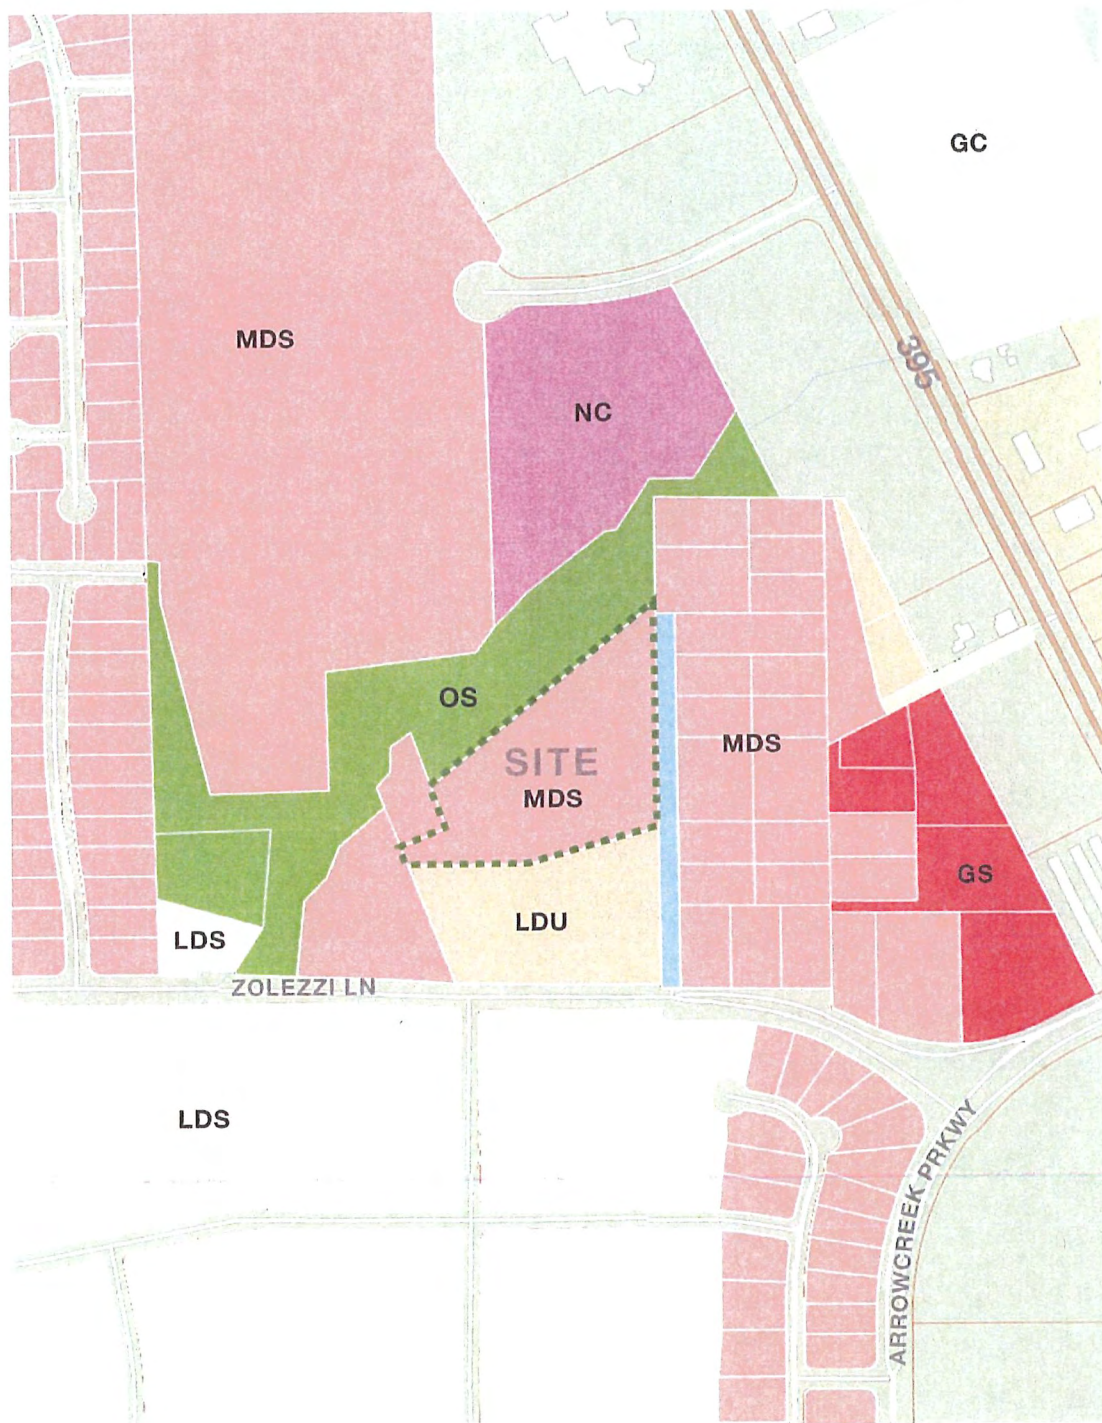 GC
MDS
395
NC
OS
SITE
MDS
MDS
GS
LDU
LDS
ZOLEZZI LN
LDS
ARROWCREEK PRKWY